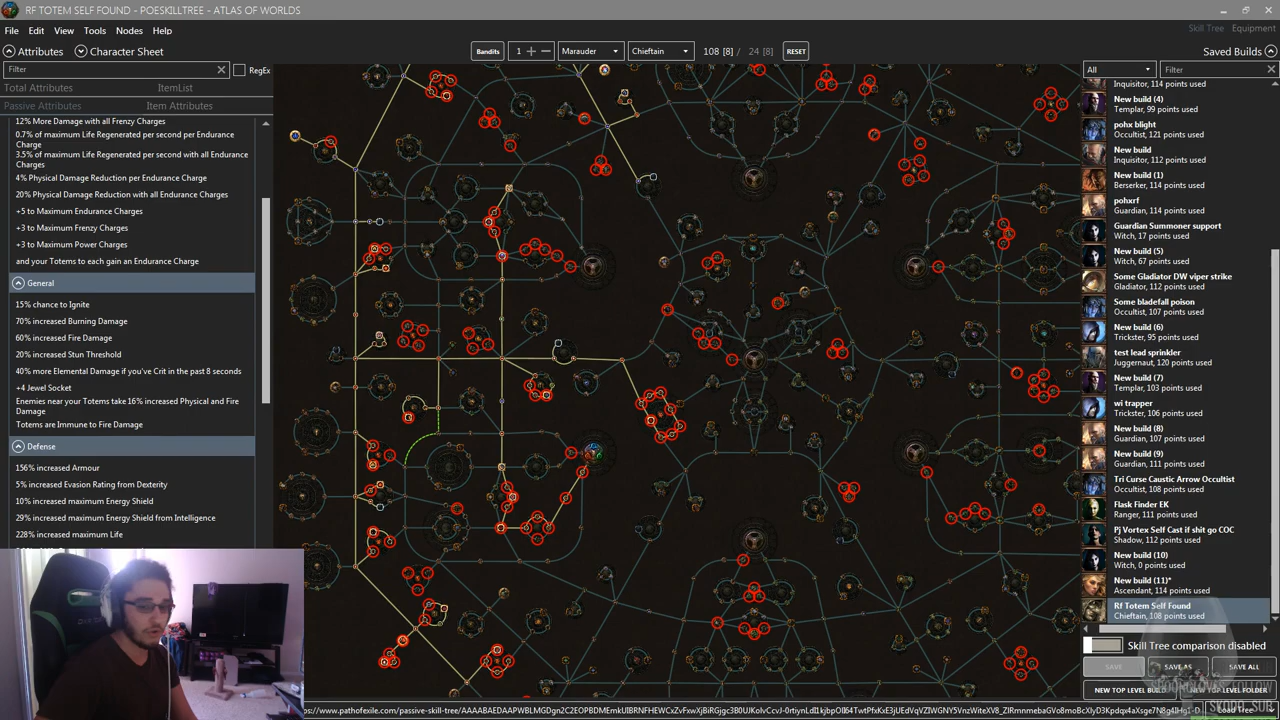 RF TOTEM SELF FOUND - POESKILLTREE - ATLAS OF WORLDS
File Edit View Tools Nodes Help
Skill Tree Equipment
Attributes Character Sheet
Bandits 1 Marauder Chieftain 108 [8] / 24 [8] RESET
Saved Builds
Filter RegEx
All Filter
Total Attributes ItemList
Passive Attributes Item Attributes
12% More Damage with all Frenzy Charges
0.7% of maximum Life Regenerated per second per Endurance
Charge
3.5% of maximum Life Regenerated per second with all Endurance
Charges
4% Physical Damage Reduction per Endurance Charge
20% Physical Damage Reduction with all Endurance Charges
+5 to Maximum Endurance Charges
+3 to Maximum Frenzy Charges
+3 to Maximum Power Charges
and your Totems to each gain an Endurance Charge
General
15% chance to Ignite
70% increased Burning Damage
60% increased Fire Damage
20% increased Stun Threshold
40% more Elemental Damage if you've Crit in the past 8 seconds
+4 Jewel Socket
Enemies near your Totems take 16% increased Physical and Fire
Damage
Totems are Immune to Fire Damage
Defense
156% increased Armour
5% increased Evasion Rating from Dexterity
10% increased maximum Energy Shield
29% increased maximum Energy Shield from Intelligence
228% increased maximum Life
Inquisitor, 114 points used
New build (4)
Templar, 99 points used
pohx blight
Occultist, 121 points used
New build
Inquisitor, 112 points used
New build (1)
Berserker, 114 points used
pohxrf
Guardian, 114 points used
Guardian Summoner support
Witch, 17 points used
New build (5)
Witch, 67 points used
Some Gladiator DW viper strike
Gladiator, 112 points used
Some bladefall poison
Occultist, 107 points used
New build (6)
Trickster, 95 points used
test lead sprinkler
Juggernaut, 120 points used
New build (7)
Templar, 103 points used
wi trapper
Trickster, 106 points used
New build (8)
Guardian, 107 points used
New build (9)
Guardian, 111 points used
Tri Curse Caustic Arrow Occultist
Occultist, 108 points used
Flask Finder EK
Ranger, 111 points used
Pj Vortex Self Cast if shit go COC
Shadow, 112 points used
New build (10)
Witch, 0 points used
New build (11)*
Ascendant, 114 points used
Rf Totem Self Found
Chieftain, 108 points used
Skill Tree comparison disabled
SAVE SAVE AS SAVE ALL
NEW TOP LEVEL BUILD NEW TOP LEVEL FOLDER
Load Tree